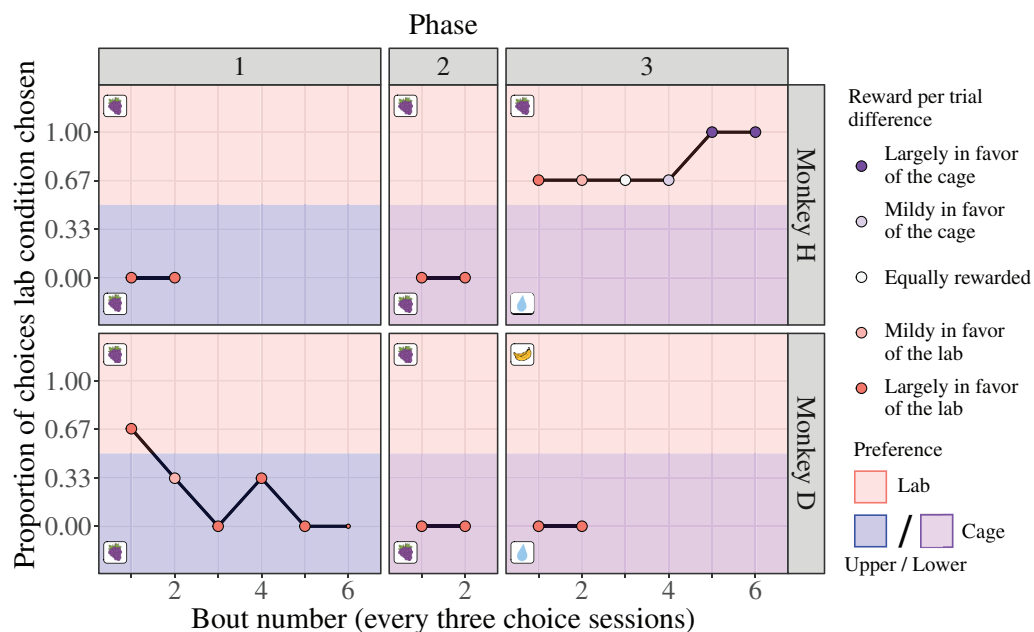 Phase
1
2
3
Proportion of choices lab condition chosen
1.00
0.67
0.33
0.00
Monkey H
1.00
0.67
0.33
0.00
Monkey D
2
4
6
2
2
4
6
Bout number (every three choice sessions)
Reward per trial
difference
Largely in favor
of the cage
Mildy in favor
of the cage
Equally rewarded
Mildy in favor
of the lab
Largely in favor
of the lab
Preference
Lab
/
Cage
Upper / Lower